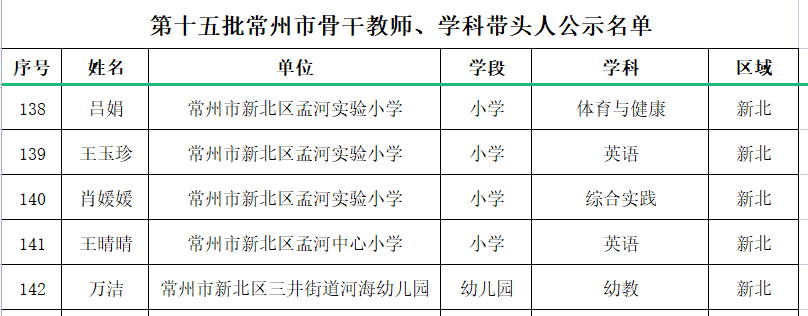 第十五批常州市骨干教师、学科带头人公示名单
序号 姓名 单位 学段 学科 区域
138 吕娟 常州市新北区孟河实验小学 小学 体育与健康 新北
139 王玉珍 常州市新北区孟河实验小学 小学 英语 新北
140 肖媛媛 常州市新北区孟河实验小学 小学 综合实践 新北
141 王晴晴 常州市新北区孟河中心小学 小学 英语 新北
142 万洁 常州市新北区三井街道河海幼儿园 幼儿园 幼教 新北